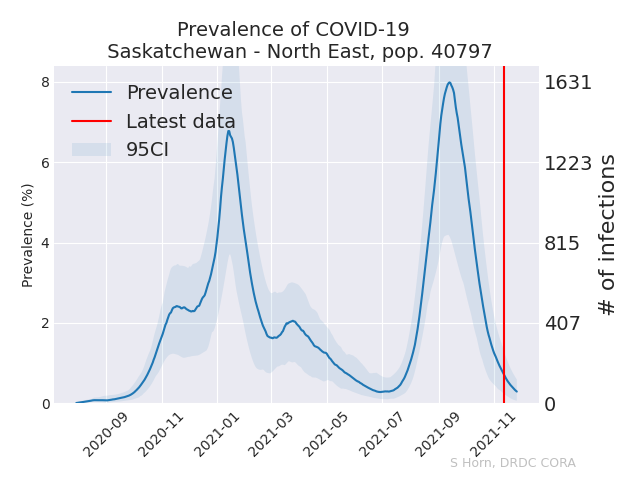 Prevalence of COVID-19
Saskatchewan - North East, pop. 40797
Prevalence
Latest data
95CI
8
6
4
2
0
Prevalence (%)
1631
1223
815
407
0
# of infections
2020-09
2020-11
2021-01
2021-03
2021-05
2021-07
2021-09
2021-11
S Horn, DRDC CORA